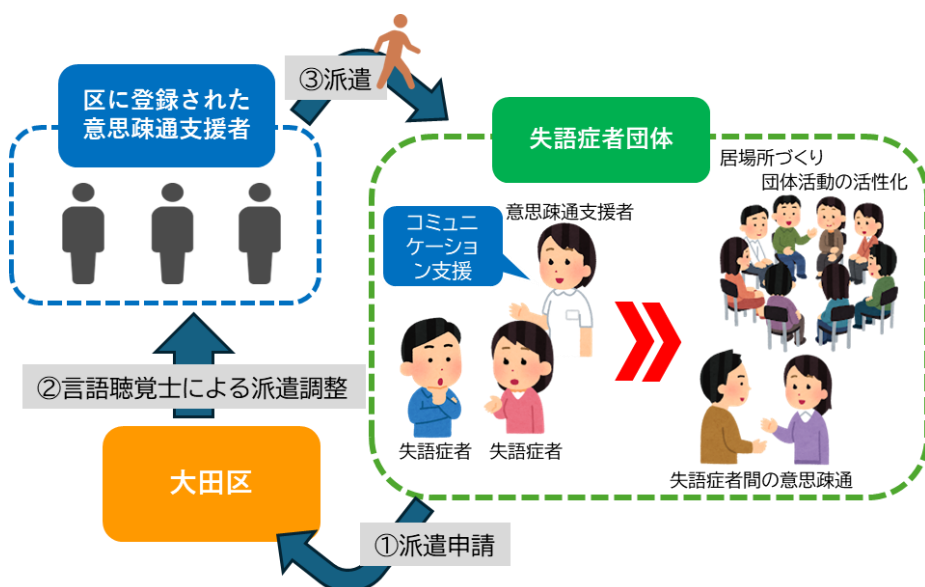 ③派遣
区に登録された
意思疎通支援者
失語症者団体
居場所づくり
団体活動の活性化
意思疎通支援者
コミュニ
ケーショ
ン支援
②言語聴覚士による派遣調整
失語症者
失語症者
失語症者間の意思疎通
大田区
①派遣申請